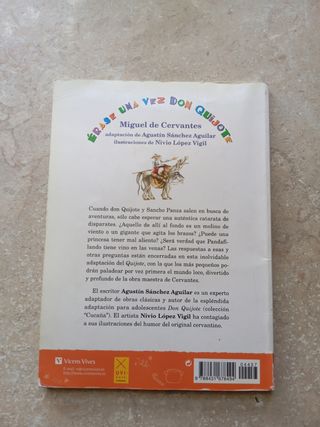 ÉRASE UNA VEZ DON QUIJOTE
Miguel de Cervantes
adaptación de Agustín Sánchez Aguilar
ilustraciones de Nivio López Vigil
Cuando don Quijote y Sancho Panza salen en busca de
aventuras, sólo cabe esperar una auténtica catarata de
disparates. ¿Aquello de allí al fondo es un molino de
viento o un gigante que agita los brazos? ¿Puede una
princesa tener mal aliento? ¿Será verdad que Pandafi-
lando tiene vino en las venas? Las respuestas a esas y
otras preguntas están encerradas en esta inolvidable
adaptación del Quijote, con la que los más pequeños po-
drán paladear por vez primera el mundo loco, divertido y
profundo de la obra maestra de Cervantes.
El escritor Agustín Sánchez Aguilar es un experto
adaptador de obras clásicas y autor de la espléndida
adaptación para adolescentes Don Quijote (colección
"Cucaña"). El artista Nivio López Vigil ha contagiado
a sus ilustraciones del humor del original cervantino.
Vicens Vives